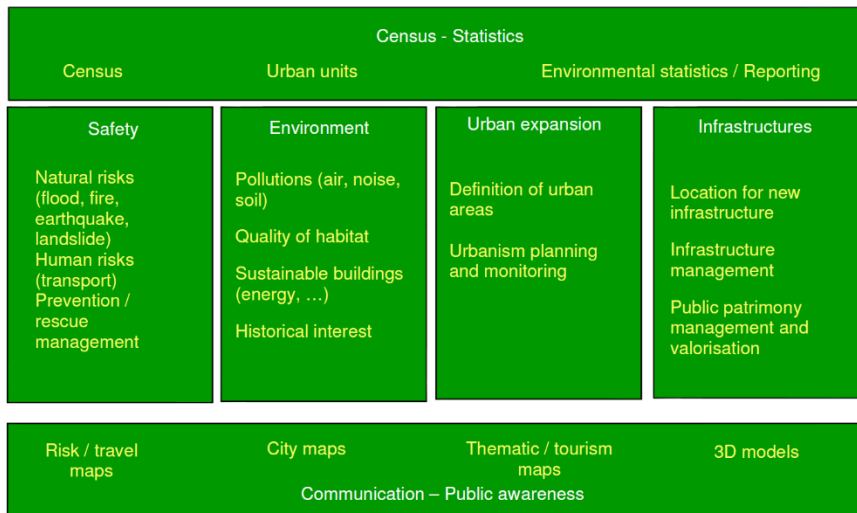 Census - Statistics
Census
Urban units
Environmental statistics / Reporting
Safety
Natural risks
(flood, fire,
earthquake,
landslide)
Human risks
(transport)
Prevention /
rescue
management
Environment
Pollutions (air, noise,
soil)
Quality of habitat
Sustainable buildings
(energy, …)
Historical interest
Urban expansion
Definition of urban
areas
Urbanism planning
and monitoring
Infrastructures
Location for new
infrastructure
Infrastructure
management
Public patrimony
management and
valorisation
Risk / travel
maps
City maps
Thematic / tourism
maps
3D models
Communication – Public awareness